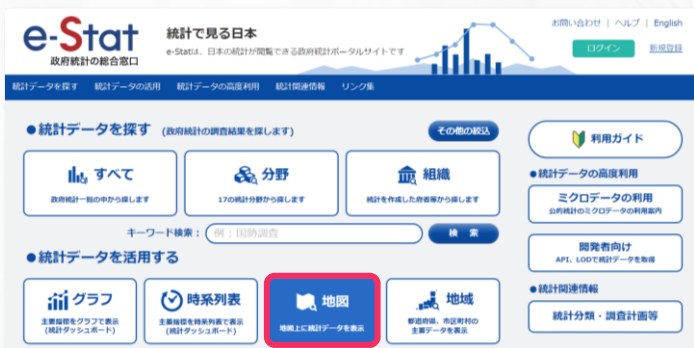 お問い合わせ | ヘルプ | English
e-Stat
政府統計の総合窓口
統計で見る日本
e-Statは、日本の統計が閲覧できる政府統計ポータルサイトです
ログイン
新規登録
統計データを探す 統計データの活用 統計データの高度利用 統計関連情報 リンク集
●統計データを探す (政府統計の調査結果を探します)
その他の絞込
すべて
政府統計一覧の中から探します
分野
17の統計分野から探します
組織
統計を作成した府省等から探します
キーワード検索:
例:国勢調査
検 索
●統計データを活用する
グラフ
主要指標をグラフで表示
(統計ダッシュボード)
時系列表
主要指標を時系列表で表示
(統計ダッシュボード)
地図
地図上に統計データを表示
地域
都道府県、市区町村の
主要データを表示
利用ガイド
●統計データの高度利用
ミクロデータの利用
公的統計のミクロデータの利用案内
開発者向け
API、LODで統計データを取得
●統計関連情報
統計分類・調査計画等